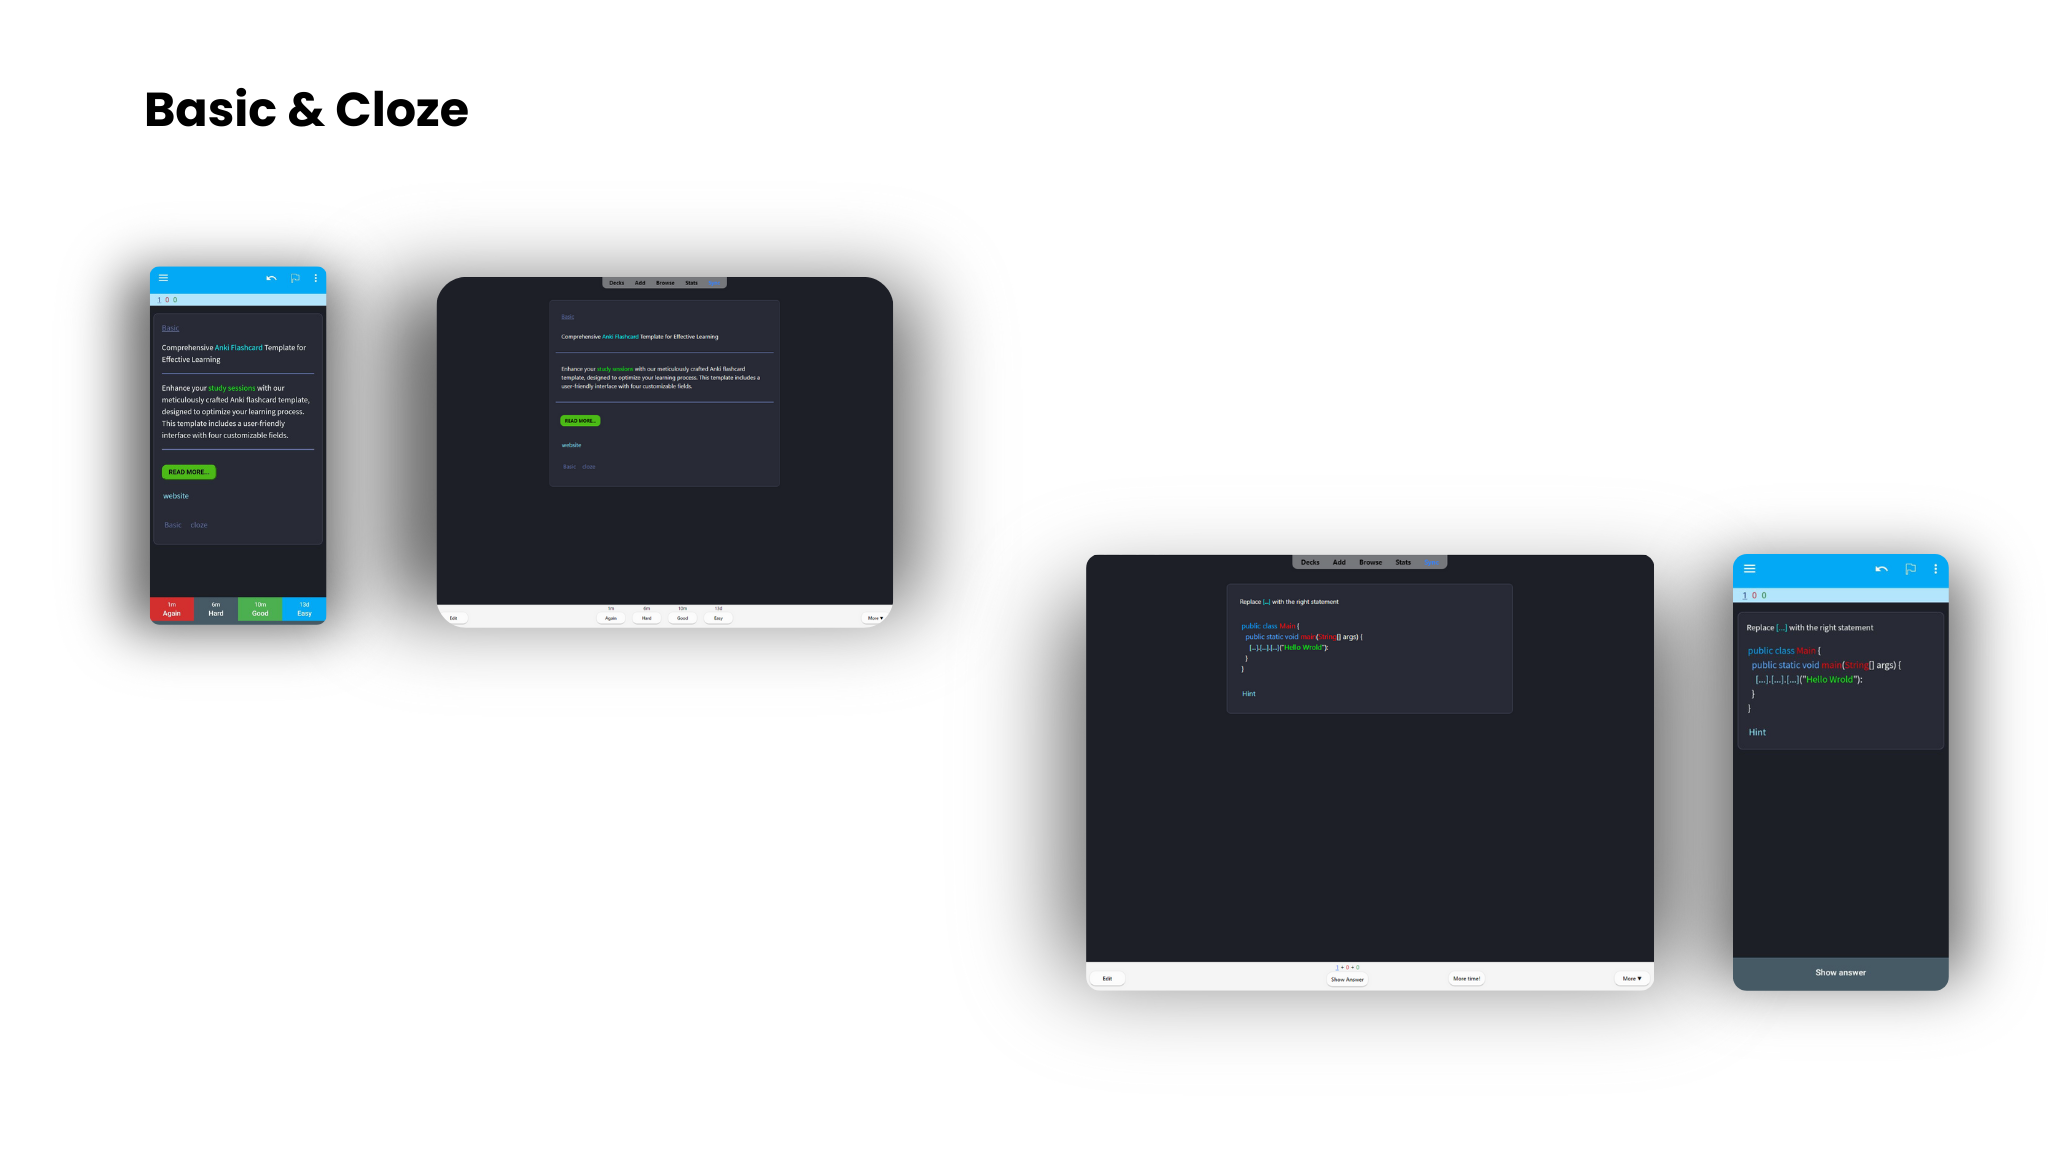 Basic & Cloze
1 0 0
Basic
Comprehensive Anki Flashcard Template for
Effective Learning
Enhance your study sessions with our
meticulously crafted Anki flashcard template,
designed to optimize your learning process.
This template includes a user-friendly
interface with four customizable fields.
READ MORE...
website
Basic cloze
1m 6m 10m 13d
Again Hard Good Easy
Decks Add Browse Stats
Basic
Comprehensive Anki Flashcard Template for Effective Learning
Enhance your study sessions with our meticulously crafted Anki flashcard
template, designed to optimize your learning process. This template includes a
user-friendly interface with four customizable fields.
READ MORE...
website
Basic cloze
1m 6m 10m 13d
Edit Again Hard Good Easy More ▼
Decks Add Browse Stats
Replace [...] with the right statement
public class Main {
public static void main(String[] args) {
[...].[...].[...]("Hello Wrold");
}
}
Hint
1 + 0 + 0
Edit Show Answer More time! More ▼
1 0 0
Replace [...] with the right statement
public class Main {
public static void main(String[] args) {
[...].[...].[...]("Hello Wrold");
}
}
Hint
Show answer